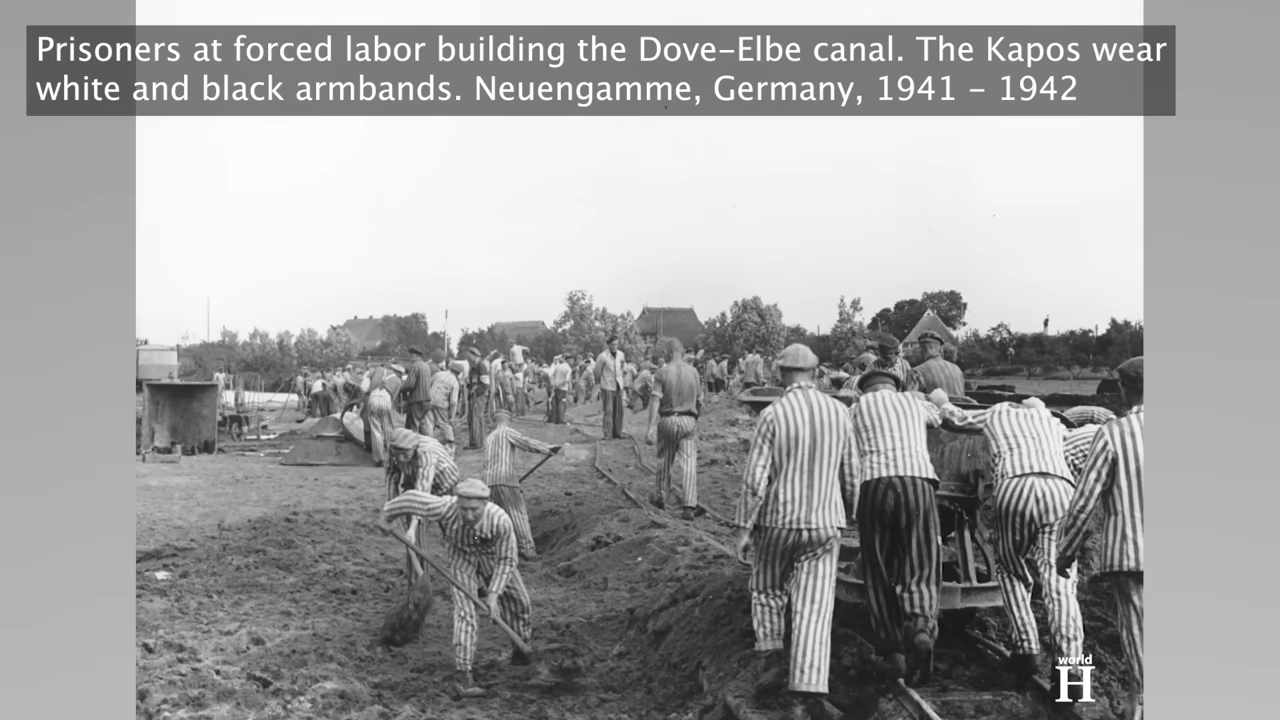 Prisoners at forced labor building the Dove-Elbe canal. The Kapos wear
white and black armbands. Neuengamme, Germany, 1941 - 1942
world
H